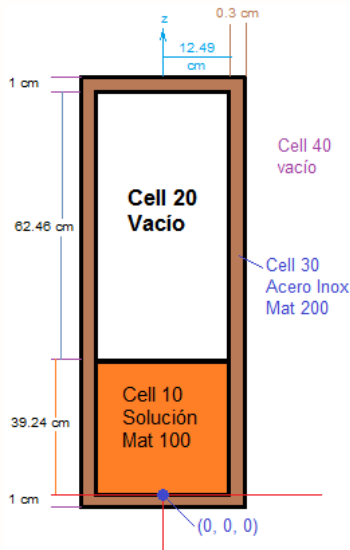 0.3 cm
z
12.49
cm
1 cm
Cell 40
vacío
Cell 20
Vacío
62.46 cm
Cell 30
Acero Inox
Mat 200
Cell 10
Solución
Mat 100
39.24 cm
1 cm
(0, 0, 0)